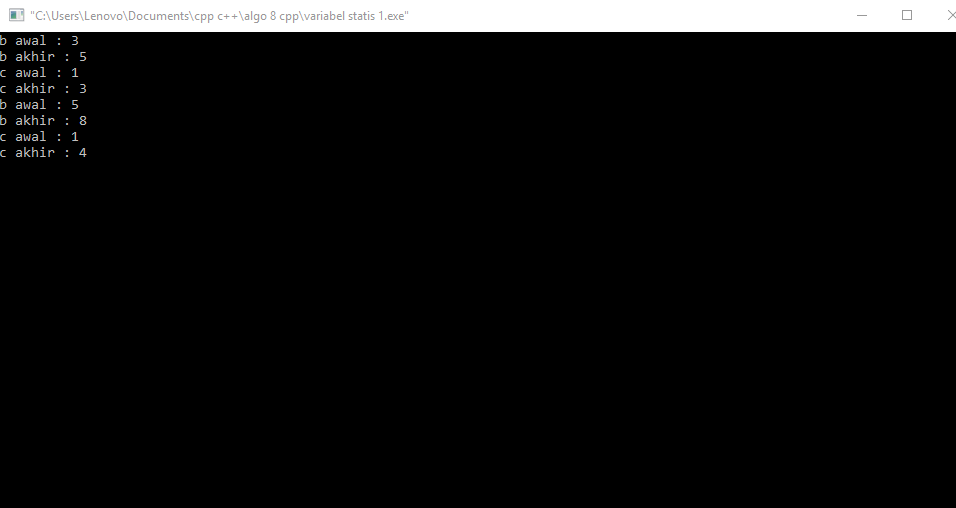 "C:\Users\Lenovo\Documents\cpp c++\algo 8 cpp\variabel statis 1.exe"
b awal : 3
b akhir : 5
c awal : 1
c akhir : 3
b awal : 5
b akhir : 8
c awal : 1
c akhir : 4